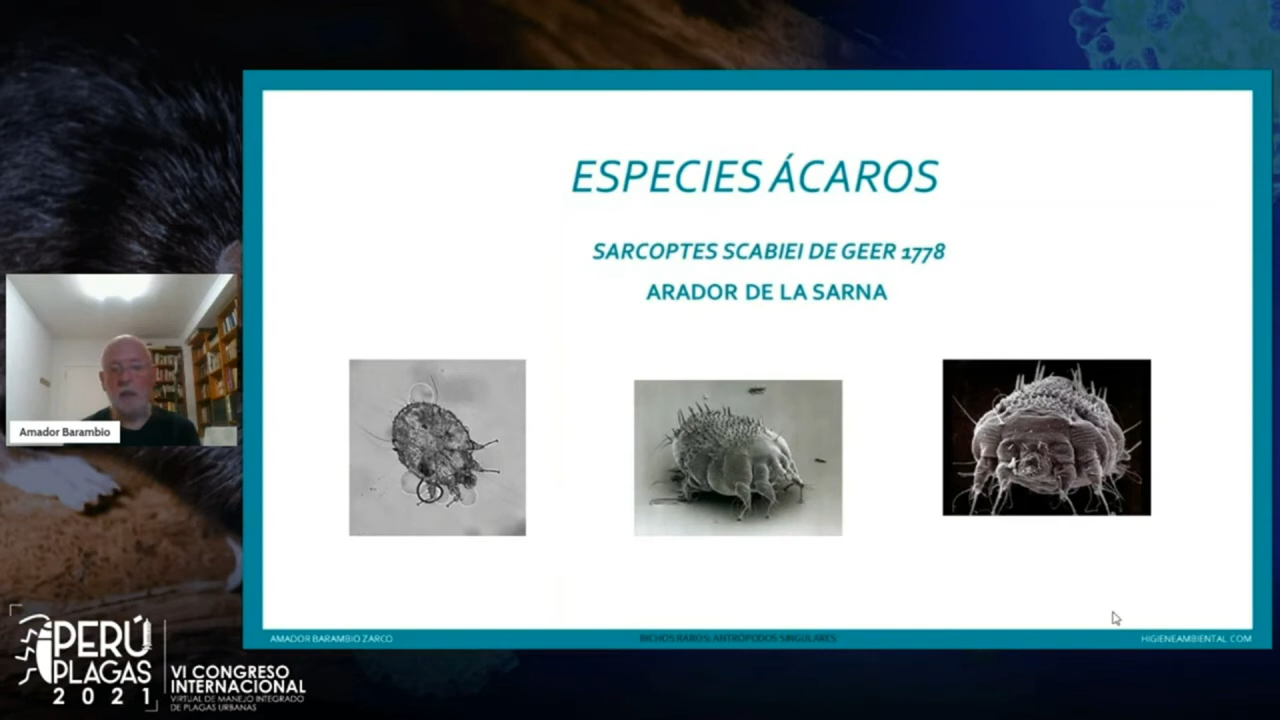 ESPECIES ÁCAROS
SARCOPTES SCABIEI DE GEER 1778
ARADOR DE LA SARNA
Amador Barambio
AMADOR BARAMBIO ZARCO
BICHOS RAROS: ANTRÓPODOS SINGULARES
HIGIENEAMBIENTAL.COM
PERÚ
PLAGAS
2021
VI CONGRESO
INTERNACIONAL
VIRTUAL DE MANEJO INTEGRADO
DE PLAGAS URBANAS